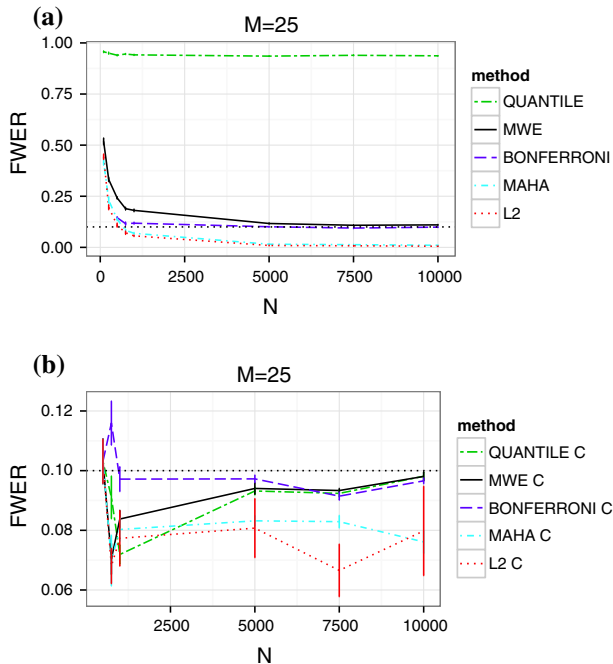 (a)
M=25
FWER
1.00
0.75
0.50
0.25
0.00
0
2500
5000
7500
10000
N
method
QUANTILE
MWE
BONFERRONI
MAHA
L2
(b)
M=25
FWER
0.12
0.10
0.08
0.06
2500
5000
7500
10000
N
method
QUANTILE C
MWE C
BONFERRONI C
MAHA C
L2 C